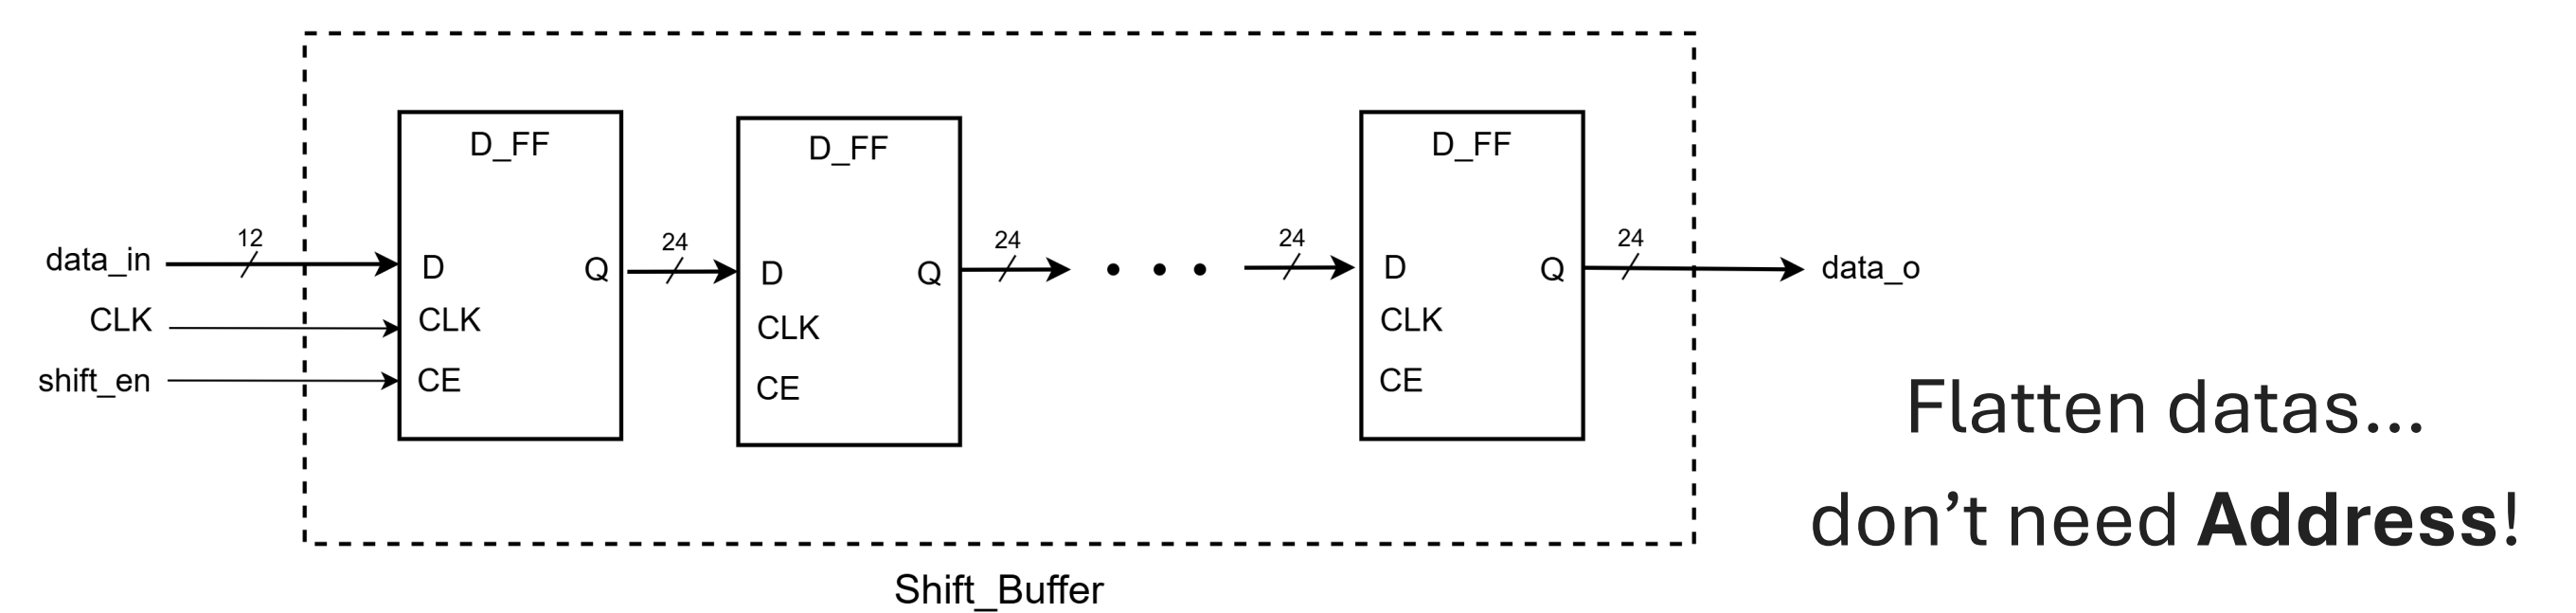 D_FF
D_FF
D_FF
12
24
24
24
24
data_in
D
Q
D
Q
D
Q
data_o
CLK
CLK
CLK
CLK
shift_en
CE
CE
CE
Flatten datas...
don't need Address!
Shift_Buffer